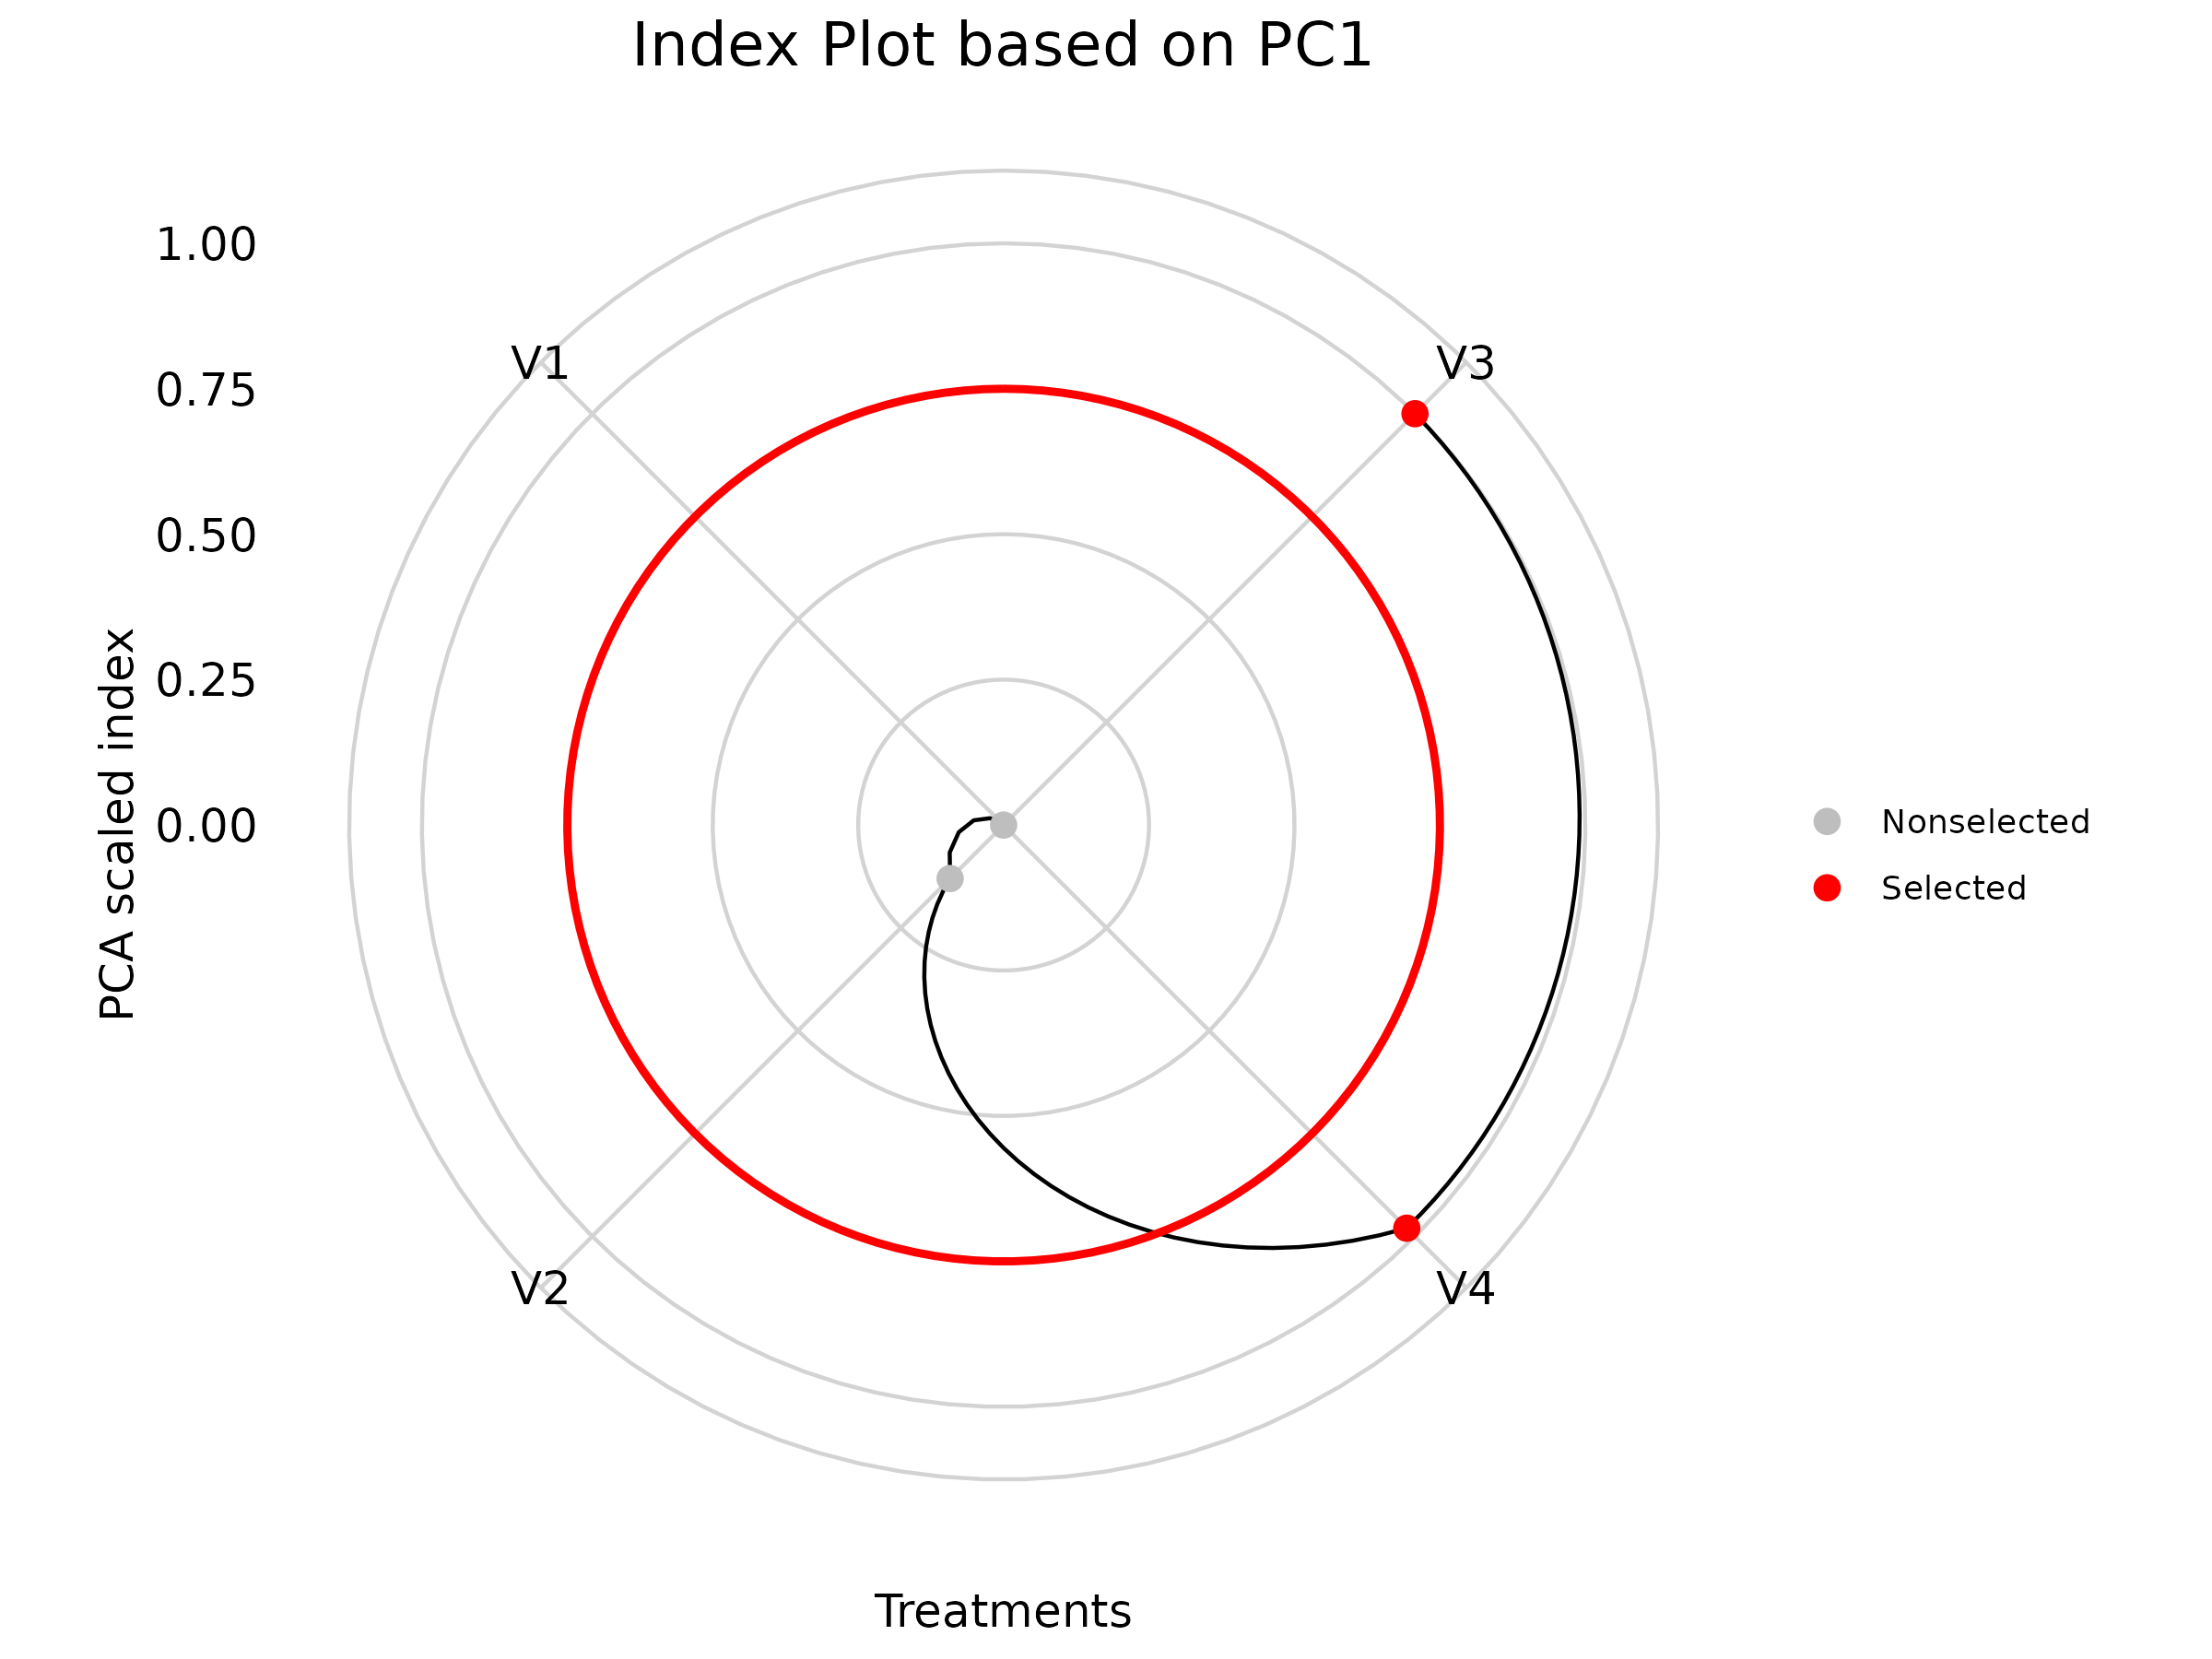 Index Plot based on PC1
1.00
0.75
0.50
0.25
0.00
PCA scaled index
V1
V3
V2
V4
Nonselected
Selected
Treatments